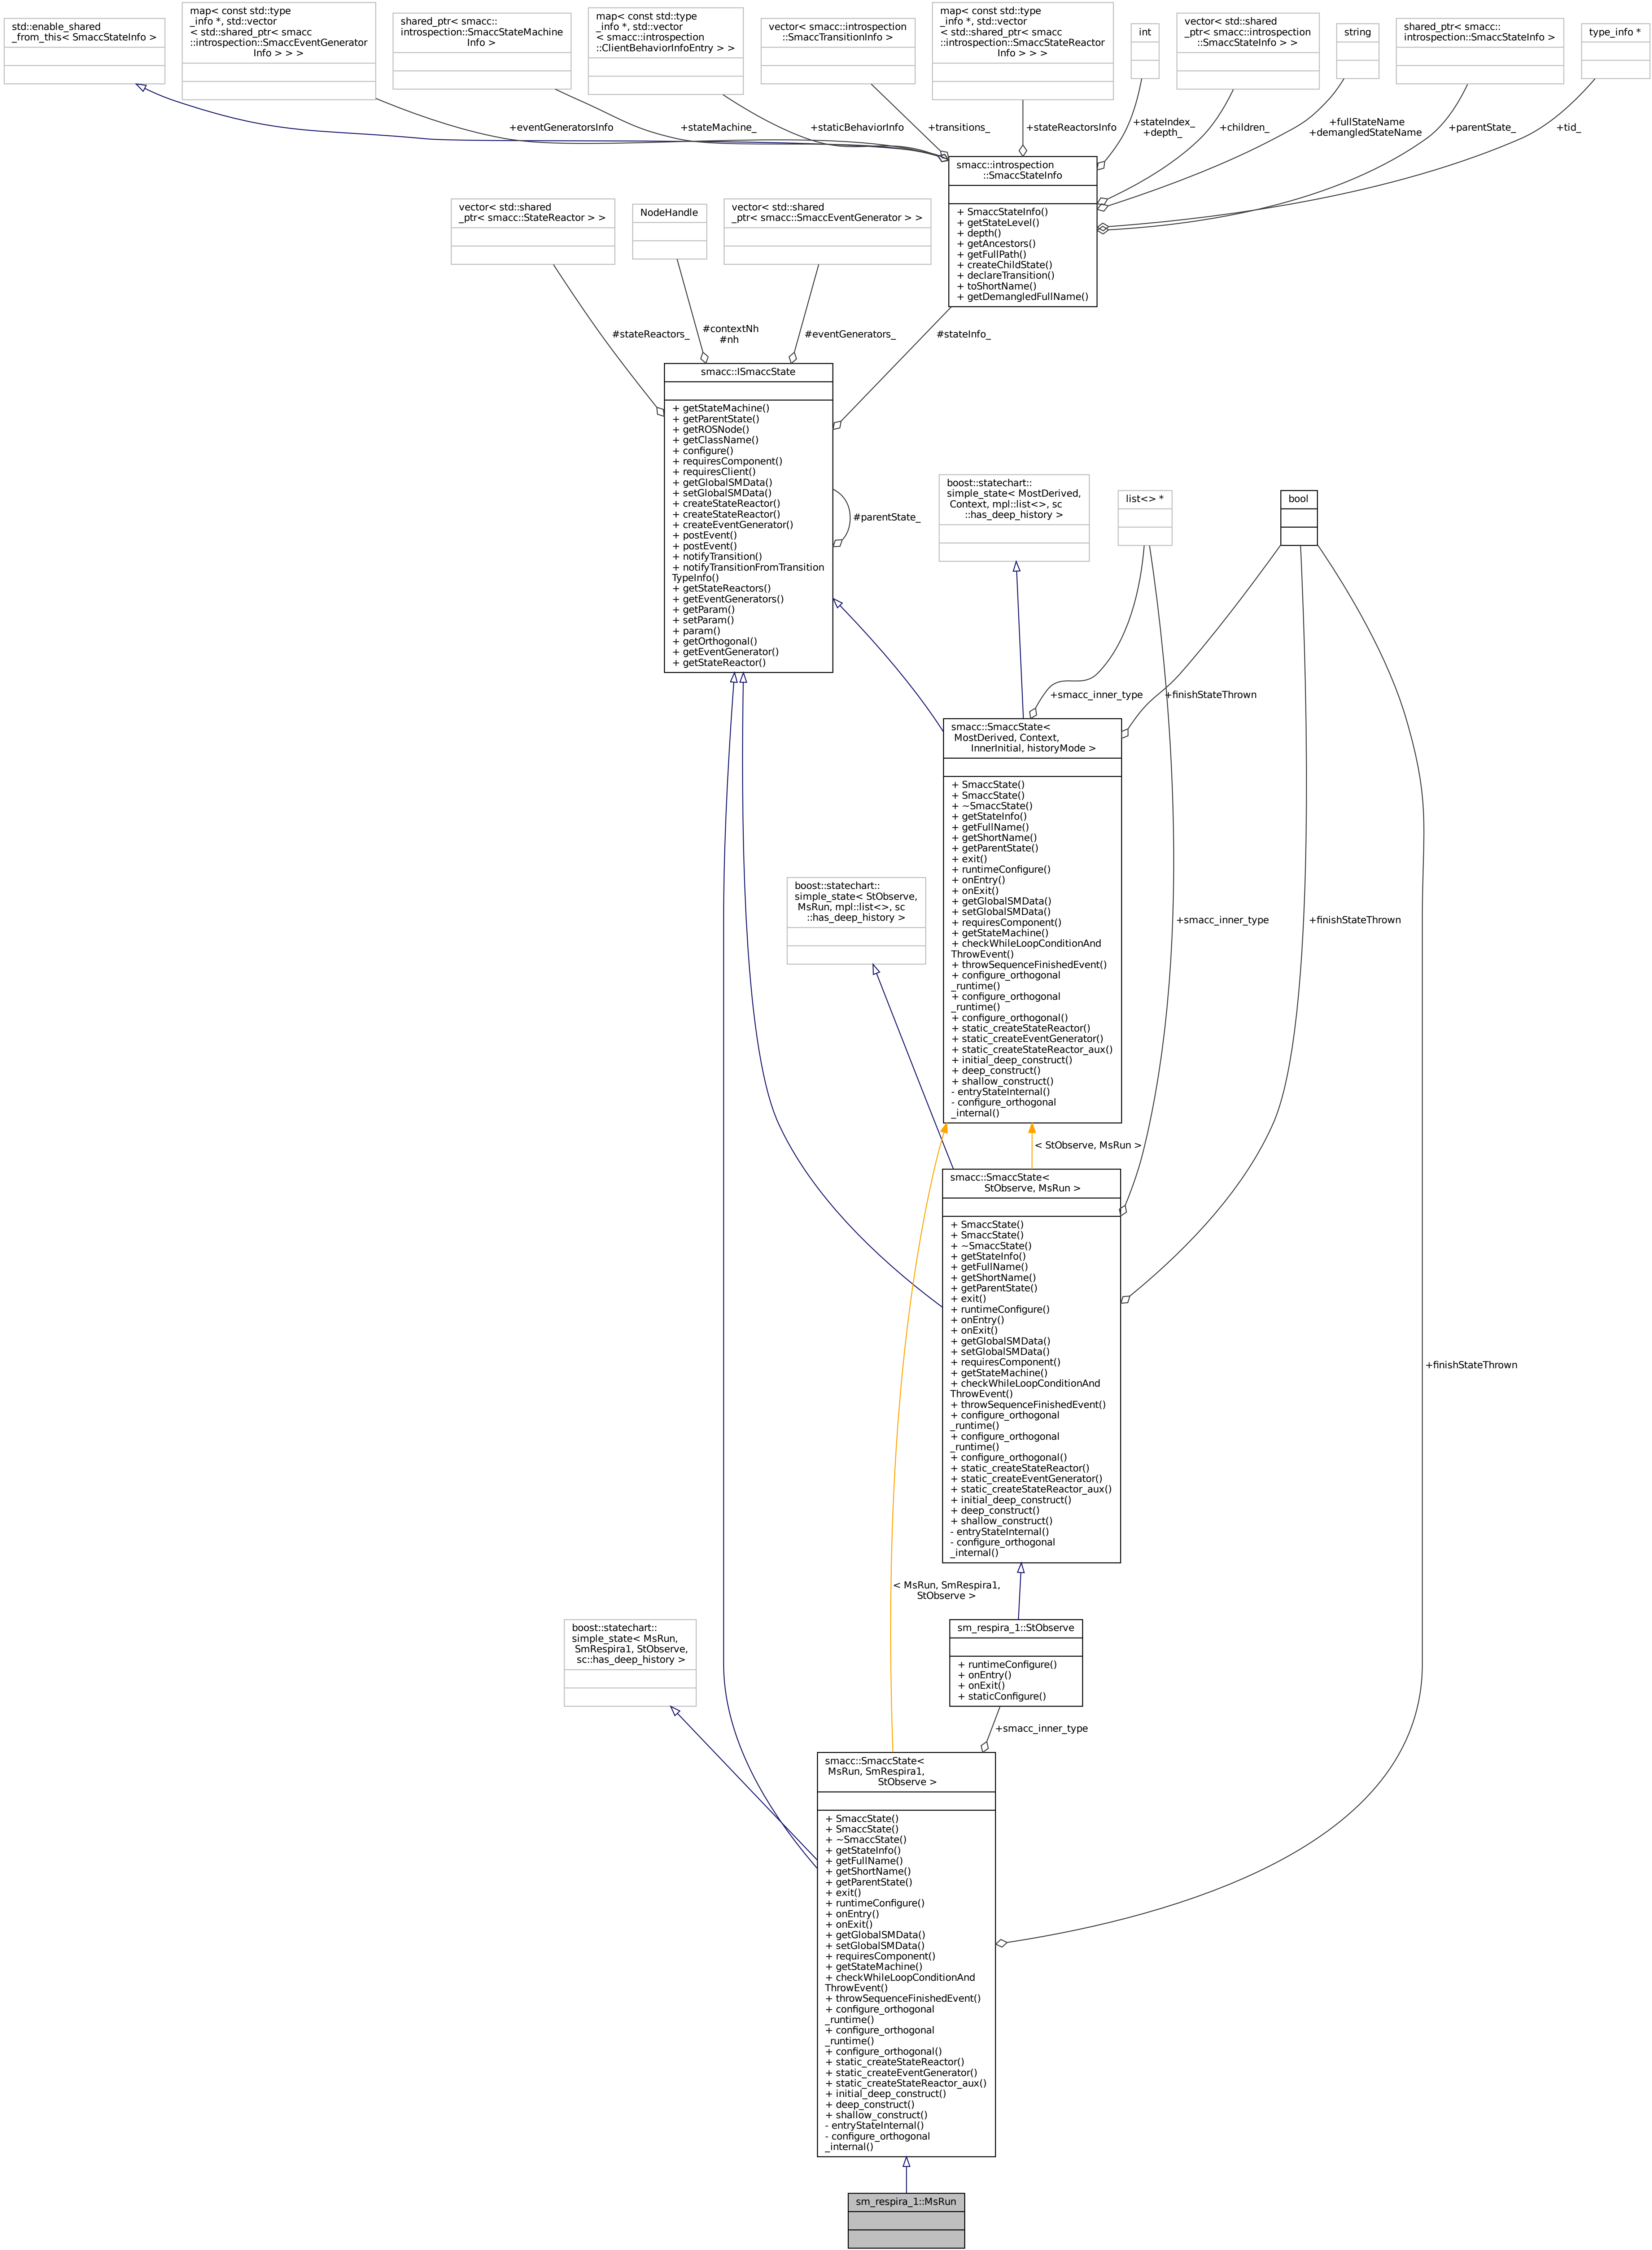 std::enable_shared
_from_this< SmaccStateInfo >
map< const std::type
_info *, std::vector
< std::shared_ptr< smacc
::introspection::SmaccEventGenerator
Info > > >
shared_ptr< smacc::
introspection::SmaccStateMachine
Info >
map< const std::type
_info *, std::vector
< smacc::introspection
::ClientBehaviorInfoEntry > >
vector< smacc::introspection
::SmaccTransitionInfo >
map< const std::type
_info *, std::vector
< std::shared_ptr< smacc
::introspection::SmaccStateReactor
Info > > >
int
vector< std::shared
_ptr< smacc::introspection
::SmaccStateInfo > >
string
shared_ptr< smacc::
introspection::SmaccStateInfo >
type_info *
+eventGeneratorsInfo
+stateMachine_
+staticBehaviorInfo
+transitions_
+stateReactorsInfo
+stateIndex_
+depth_
+children_
+fullStateName
+demangledStateName
+parentState_
+tid_
smacc::introspection
::SmaccStateInfo
+ SmaccStateInfo()
+ getStateLevel()
+ depth()
+ getAncestors()
+ getFullPath()
+ createChildState()
+ declareTransition()
+ toShortName()
+ getDemangledFullName()
vector< std::shared
_ptr< smacc::StateReactor > >
NodeHandle
vector< std::shared
_ptr< smacc::SmaccEventGenerator > >
#stateReactors_
#contextNh
#nh
#eventGenerators_
#stateInfo_
smacc::ISmaccState
+ getStateMachine()
+ getParentState()
+ getROSNode()
+ getClassName()
+ configure()
+ requiresComponent()
+ requiresClient()
+ getGlobalSMData()
+ setGlobalSMData()
+ createStateReactor()
+ createStateReactor()
+ createEventGenerator()
+ postEvent()
+ postEvent()
+ notifyTransition()
+ notifyTransitionFromTransition
TypeInfo()
+ getStateReactors()
+ getEventGenerators()
+ getParam()
+ setParam()
+ param()
+ getOrthogonal()
+ getEventGenerator()
+ getStateReactor()
#parentState_
boost::statechart::
simple_state< MostDerived,
Context, mpl::list<>, sc
::has_deep_history >
list<> *
bool
+smacc_inner_type
+finishStateThrown
smacc::SmaccState<
MostDerived, Context,
InnerInitial, historyMode >
+ SmaccState()
+ SmaccState()
+ ~SmaccState()
+ getStateInfo()
+ getFullName()
+ getShortName()
+ getParentState()
+ exit()
+ runtimeConfigure()
+ onEntry()
+ onExit()
+ getGlobalSMData()
+ setGlobalSMData()
+ requiresComponent()
+ getStateMachine()
+ checkWhileLoopConditionAnd
ThrowEvent()
+ throwSequenceFinishedEvent()
+ configure_orthogonal
_runtime()
+ configure_orthogonal
_runtime()
+ configure_orthogonal()
+ static_createStateReactor()
+ static_createEventGenerator()
+ static_createStateReactor_aux()
+ initial_deep_construct()
+ deep_construct()
+ shallow_construct()
- entryStateInternal()
- configure_orthogonal
_internal()
boost::statechart::
simple_state< StObserve,
MsRun, mpl::list<>, sc
::has_deep_history >
+smacc_inner_type
+finishStateThrown
< StObserve, MsRun >
smacc::SmaccState<
StObserve, MsRun >
+ SmaccState()
+ SmaccState()
+ ~SmaccState()
+ getStateInfo()
+ getFullName()
+ getShortName()
+ getParentState()
+ exit()
+ runtimeConfigure()
+ onEntry()
+ onExit()
+ getGlobalSMData()
+ setGlobalSMData()
+ requiresComponent()
+ getStateMachine()
+ checkWhileLoopConditionAnd
ThrowEvent()
+ throwSequenceFinishedEvent()
+ configure_orthogonal
_runtime()
+ configure_orthogonal
_runtime()
+ configure_orthogonal()
+ static_createStateReactor()
+ static_createEventGenerator()
+ static_createStateReactor_aux()
+ initial_deep_construct()
+ deep_construct()
+ shallow_construct()
- entryStateInternal()
- configure_orthogonal
_internal()
+finishStateThrown
< MsRun, SmRespira1,
StObserve >
boost::statechart::
simple_state< MsRun,
SmRespira1, StObserve,
sc::has_deep_history >
sm_respira_1::StObserve
+ runtimeConfigure()
+ onEntry()
+ onExit()
+ staticConfigure()
+smacc_inner_type
smacc::SmaccState<
MsRun, SmRespira1,
StObserve >
+ SmaccState()
+ SmaccState()
+ ~SmaccState()
+ getStateInfo()
+ getFullName()
+ getShortName()
+ getParentState()
+ exit()
+ runtimeConfigure()
+ onEntry()
+ onExit()
+ getGlobalSMData()
+ setGlobalSMData()
+ requiresComponent()
+ getStateMachine()
+ checkWhileLoopConditionAnd
ThrowEvent()
+ throwSequenceFinishedEvent()
+ configure_orthogonal
_runtime()
+ configure_orthogonal
_runtime()
+ configure_orthogonal()
+ static_createStateReactor()
+ static_createEventGenerator()
+ static_createStateReactor_aux()
+ initial_deep_construct()
+ deep_construct()
+ shallow_construct()
- entryStateInternal()
- configure_orthogonal
_internal()
sm_respira_1::MsRun